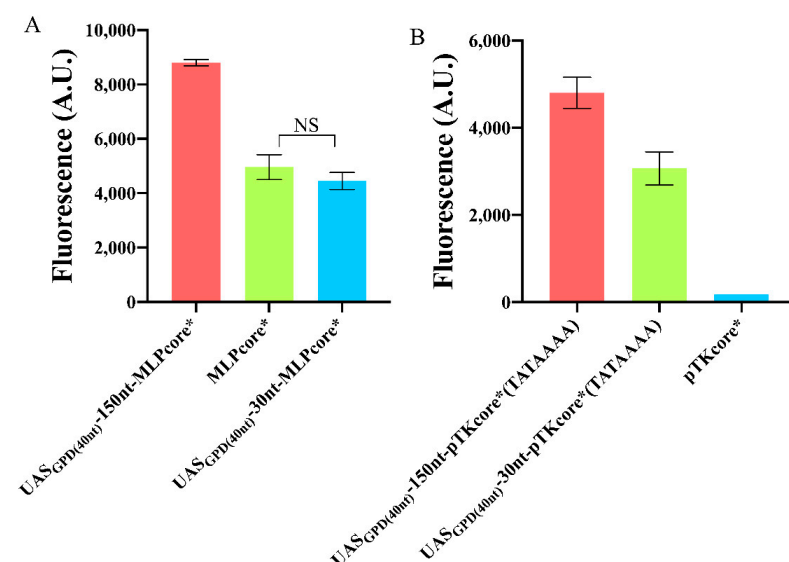 A
Fluorescence (A.U.)
10,000
8,000
6,000
4,000
2,000
0
NS
UASGPD(40nt)-150nt-MLPcore*
MLPcore*
UASGPD(40nt)-30nt-MLPcore*
B
Fluorescence (A.U.)
6,000
4,000
2,000
0
UASGPD(40nt)-150nt-pTKcore*(TATAAAA)
UASGPD(40nt)-30nt-pTKcore*(TATAAAA)
pTKcore*